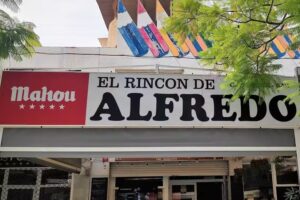 Mahou
EL RINCON DE
ALFREDO